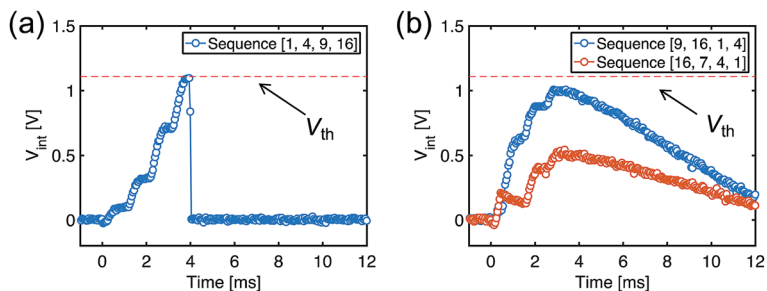 (a)
Sequence [1, 4, 9, 16]
V_th
V_int [V]
1.5
1
0.5
0
0 2 4 6 8 10 12
Time [ms]
(b)
Sequence [9, 16, 1, 4]
Sequence [16, 7, 4, 1]
V_th
V_int [V]
1.5
1
0.5
0
0 2 4 6 8 10 12
Time [ms]